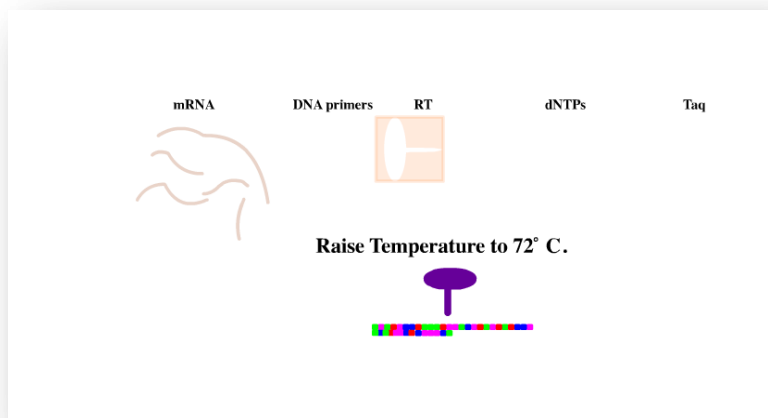 mRNA DNA primers RT dNTPs Taq
Raise Temperature to 72° C.